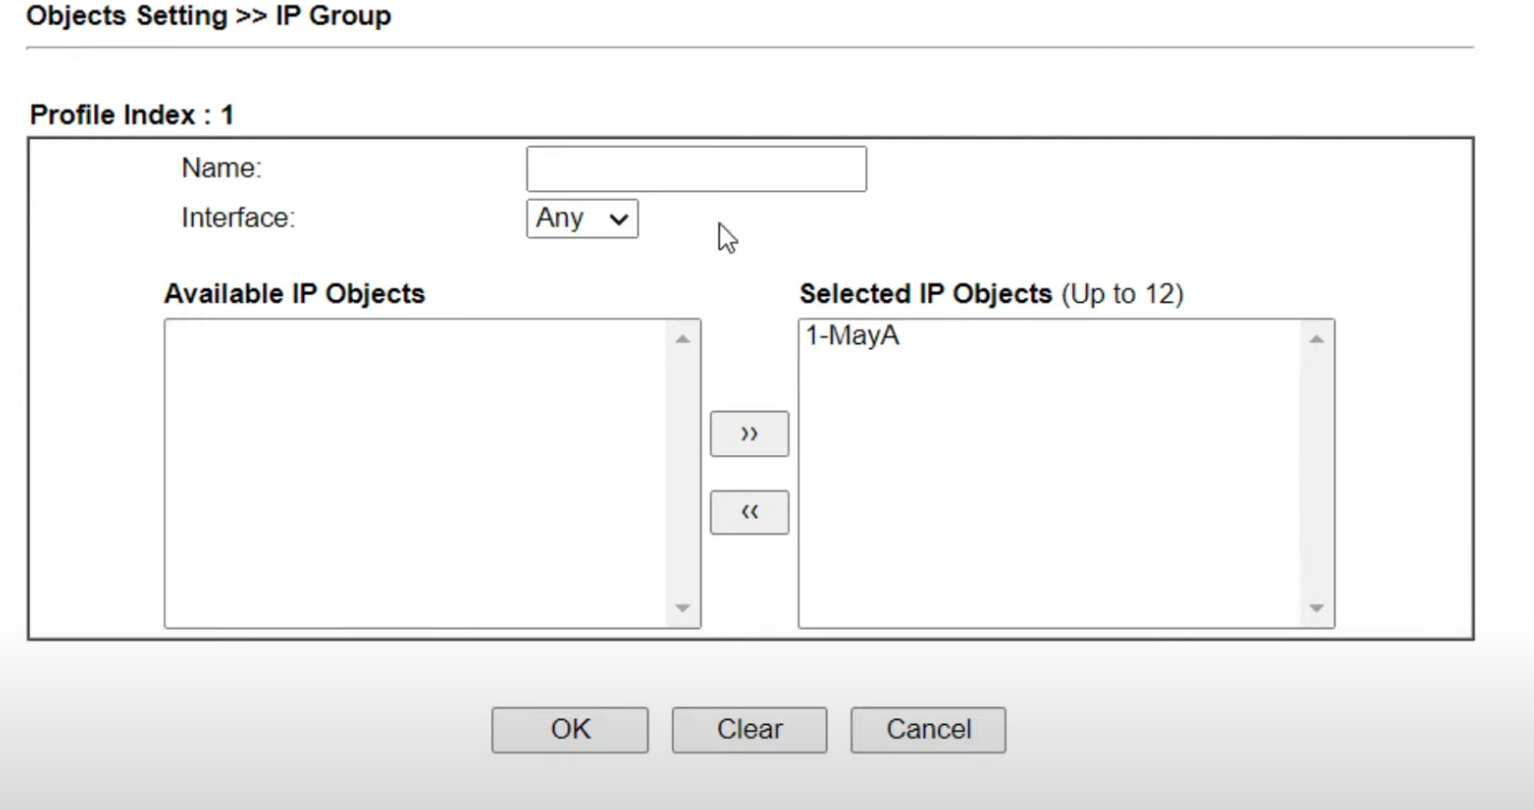 Objects Setting >> IP Group
Profile Index : 1
Name:
Interface: Any
Available IP Objects
Selected IP Objects (Up to 12)
1-MayA
>>
<<
OK Clear Cancel